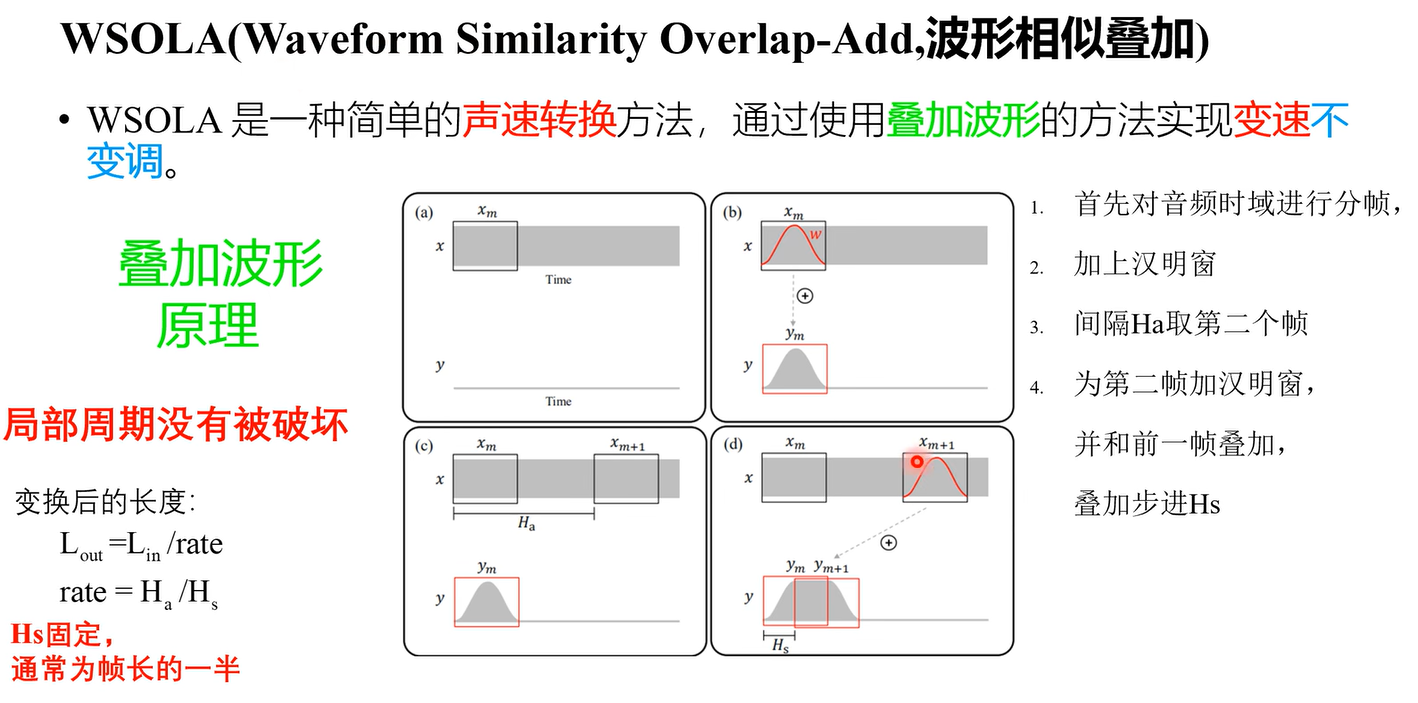 WSOLA(Waveform Similarity Overlap-Add,波形相似叠加)
• WSOLA 是一种简单的声速转换方法，通过使用叠加波形的方法实现变速不
变调。
叠加波形
原理
局部周期没有被破坏
变换后的长度：
L_out =L_in /rate
rate = H_a /H_s
Hs固定，
通常为帧长的一半
(a)
x_m
x
Time
y
Time
(b)
x_m
x
w
y_m
y
(c)
x_m
x_{m+1}
x
H_a
y_m
y
(d)
x_m
x_{m+1}
x
y_m y_{m+1}
y
H_s
1. 首先对音频时域进行分帧，
2. 加上汉明窗
3. 间隔Ha取第二个帧
4. 为第二帧加汉明窗，
并和前一帧叠加，
叠加步进Hs